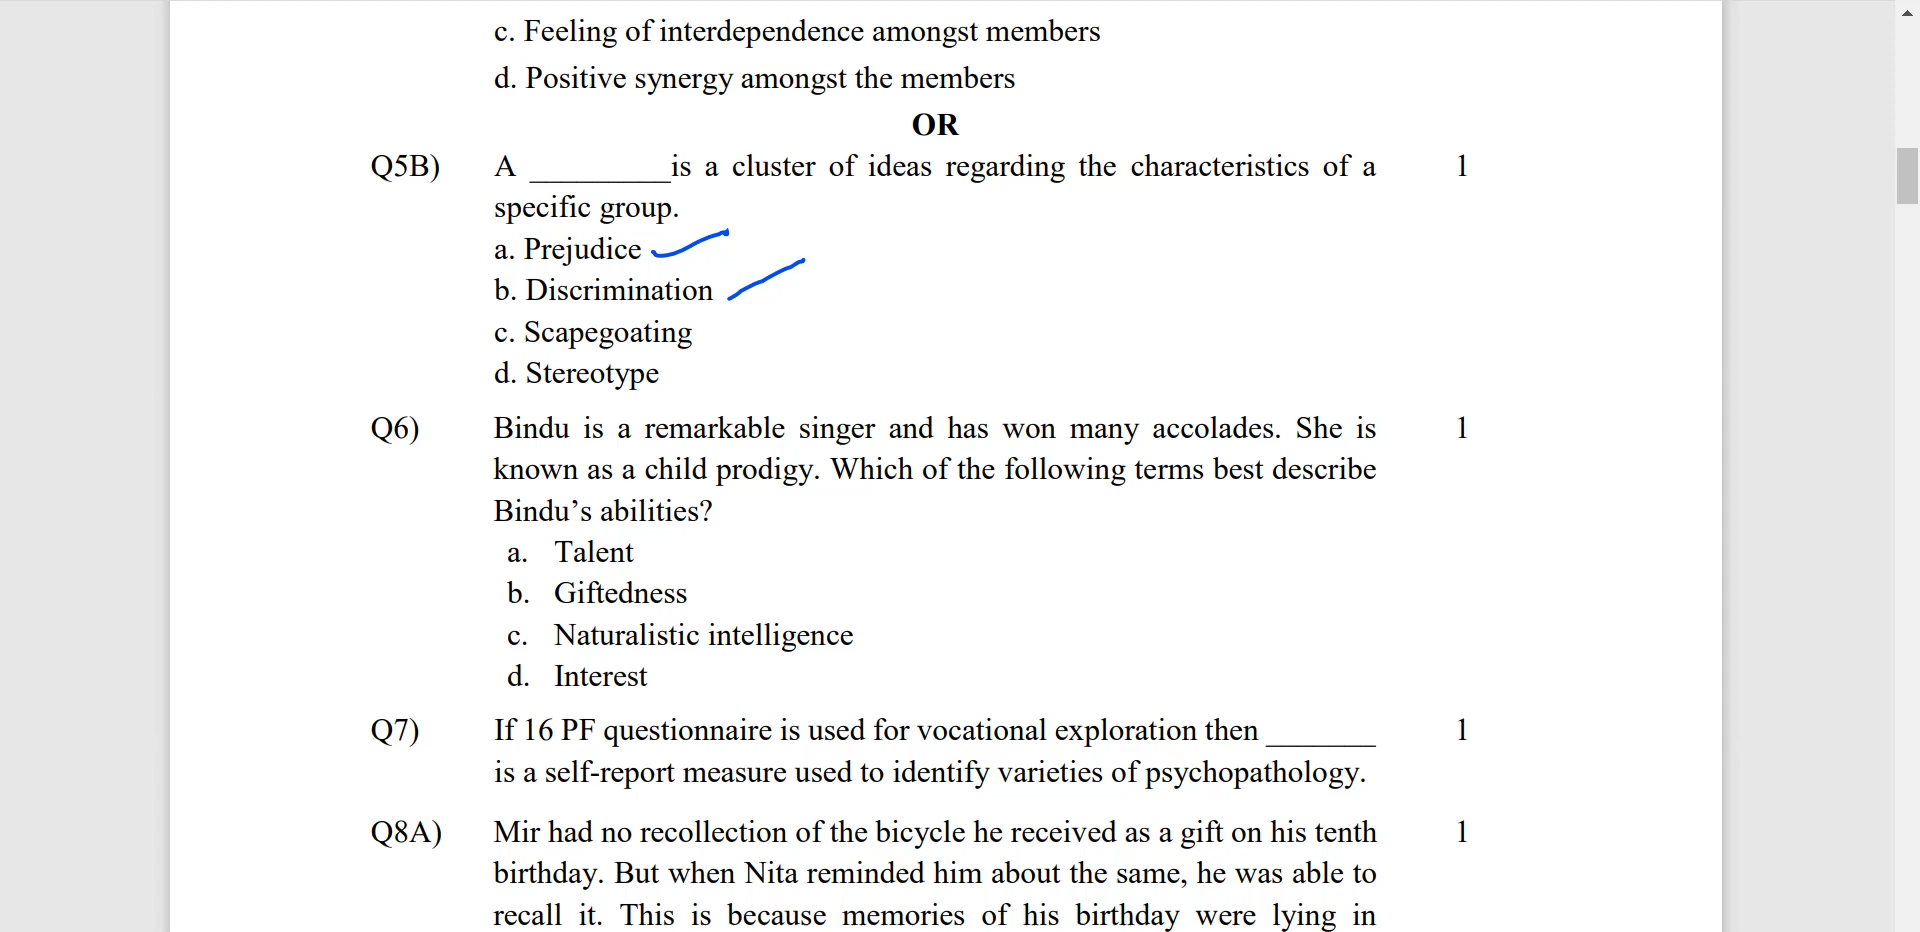 c. Feeling of interdependence amongst members
d. Positive synergy amongst the members
OR
Q5B) A _________is a cluster of ideas regarding the characteristics of a 1
specific group.
a. Prejudice
b. Discrimination
c. Scapegoating
d. Stereotype
Q6) Bindu is a remarkable singer and has won many accolades. She is 1
known as a child prodigy. Which of the following terms best describe
Bindu’s abilities?
a. Talent
b. Giftedness
c. Naturalistic intelligence
d. Interest
Q7) If 16 PF questionnaire is used for vocational exploration then _______ 1
is a self-report measure used to identify varieties of psychopathology.
Q8A) Mir had no recollection of the bicycle he received as a gift on his tenth 1
birthday. But when Nita reminded him about the same, he was able to
recall it. This is because memories of his birthday were lying in